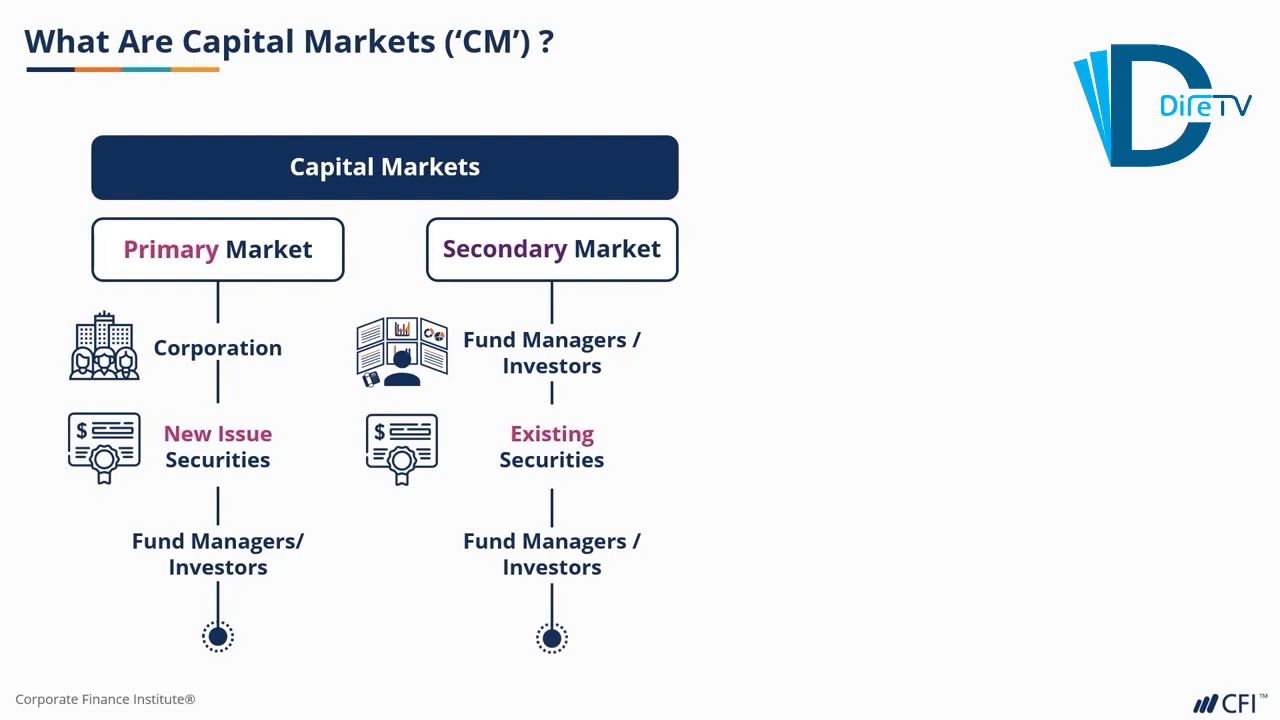 What Are Capital Markets (‘CM’) ?
DireTV
Capital Markets
Primary Market
Secondary Market
Corporation
Fund Managers /
Investors
$
New Issue
Securities
$
Existing
Securities
Fund Managers/
Investors
Fund Managers /
Investors
Corporate Finance Institute®
CFI™